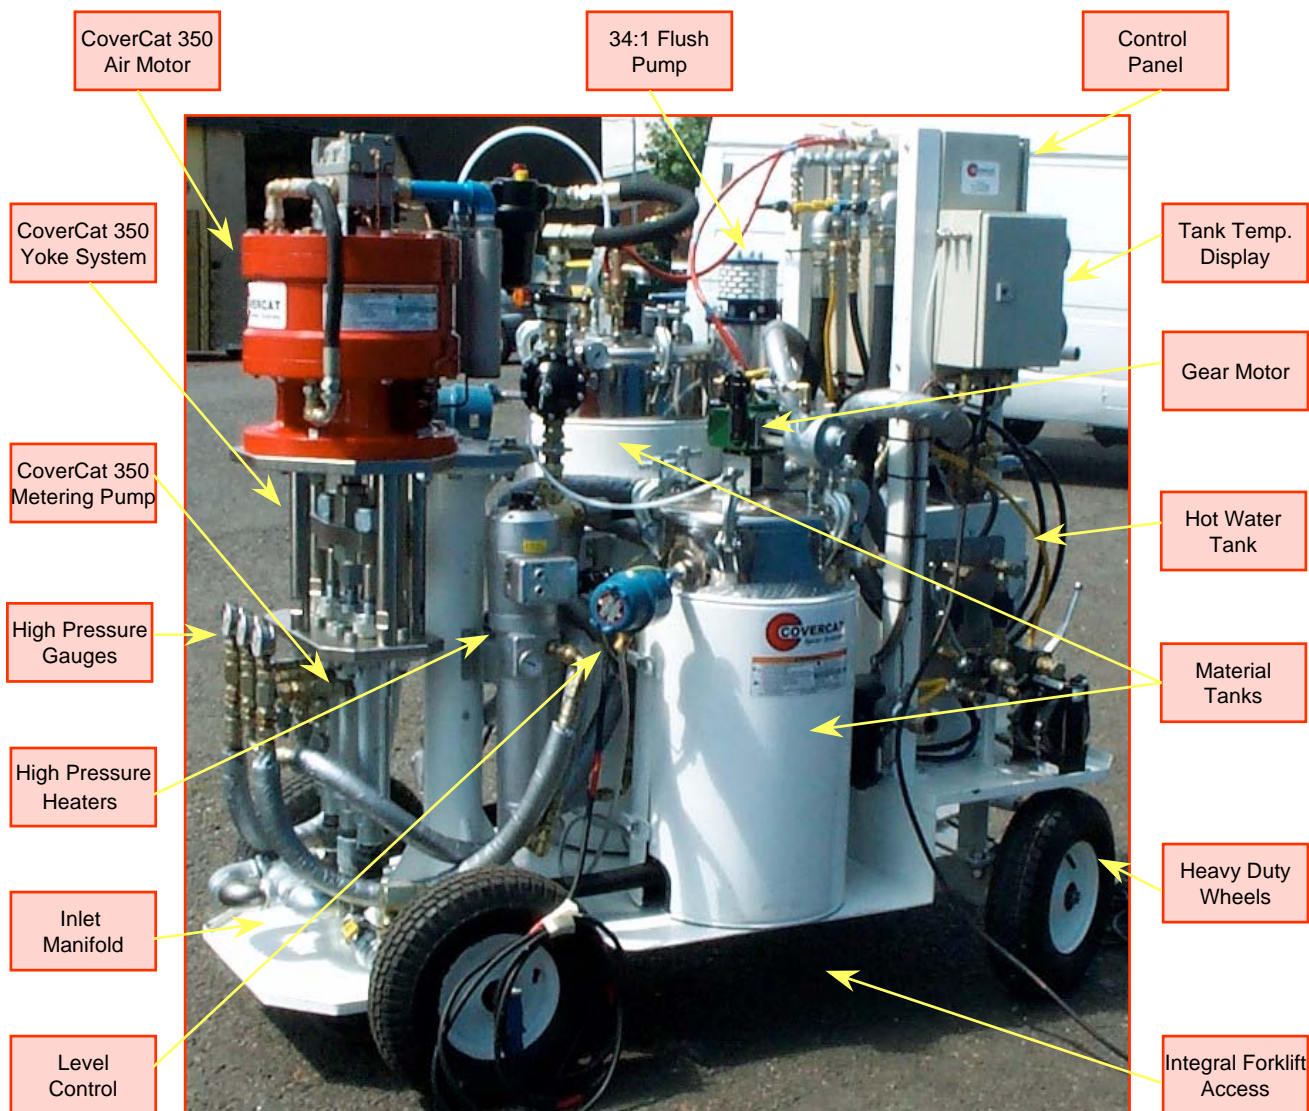 CoverCat 350
Air Motor
34:1 Flush
Pump
Control
Panel
CoverCat 350
Yoke System
Tank Temp.
Display
Gear Motor
CoverCat 350
Metering Pump
Hot Water
Tank
High Pressure
Gauges
Material
Tanks
High Pressure
Heaters
Heavy Duty
Wheels
Inlet
Manifold
Level
Control
Integral Forklift
Access
VERCAT
COVERCAT